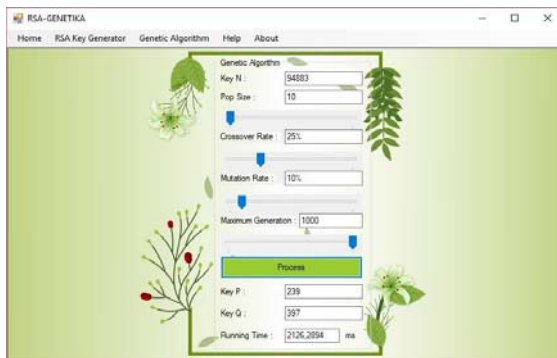 RSA-GENETIKA
Home RSA Key Generator Genetic Algorithm Help About
Genetic Algorithm
Key N : 94883
Pop Size : 10
Crossover Rate : 25%
Mutation Rate : 10%
Maximum Generation : 1000
Process
Key P : 239
Key Q : 397
Running Time : 2126,2894 ms